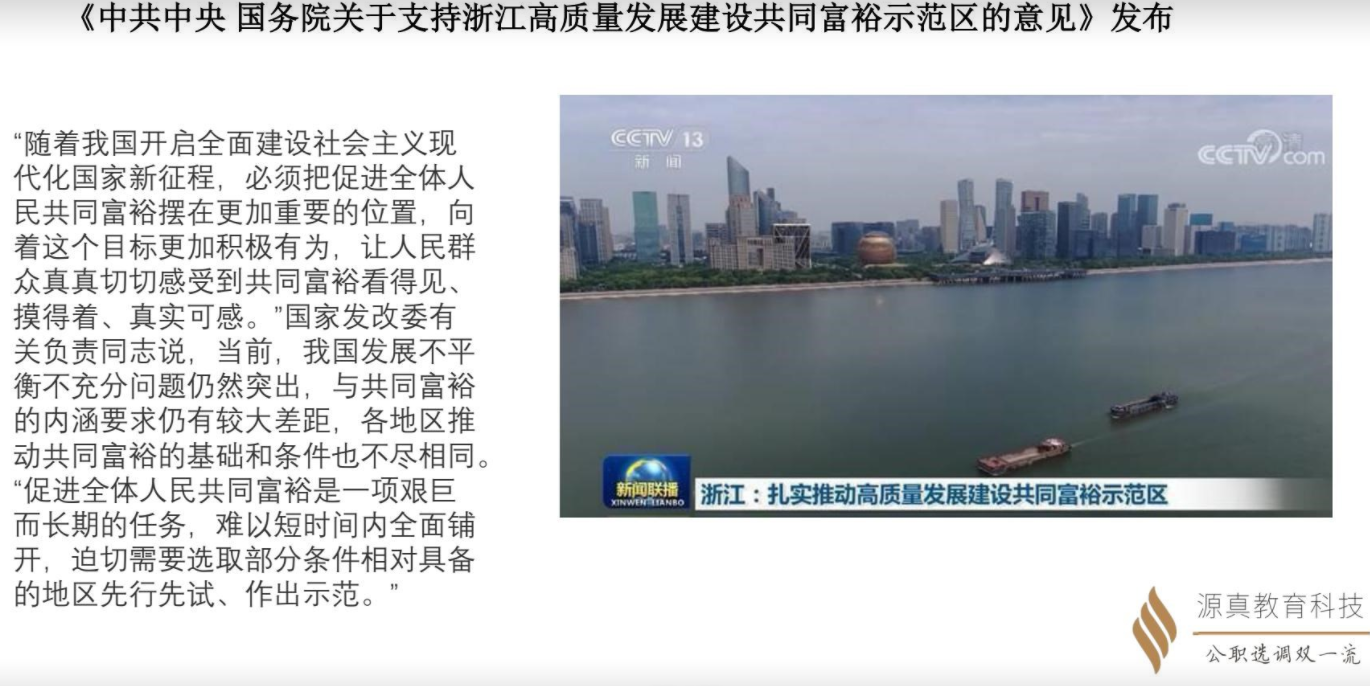 《中共中央 国务院关于支持浙江高质量发展建设共同富裕示范区的意见》发布
“随着我国开启全面建设社会主义现
代化国家新征程，必须把促进全体人
民共同富裕摆在更加重要的位置，向
着这个目标更加积极有为，让人民群
众真真切切感受到共同富裕看得见、
摸得着、真实可感。”国家发改委有
关负责同志说，当前，我国发展不平
衡不充分问题仍然突出，与共同富裕
的内涵要求仍有较大差距，各地区推
动共同富裕的基础和条件也不尽相同。
“促进全体人民共同富裕是一项艰巨
而长期的任务，难以短时间内全面铺
开，迫切需要选取部分条件相对具备
的地区先行先试、作出示范。”
CCTV 13
新闻
CCTV.com
新闻联播
XINWEN LIANBO
浙江：扎实推动高质量发展建设共同富裕示范区
源真教育科技
公职选调双一流